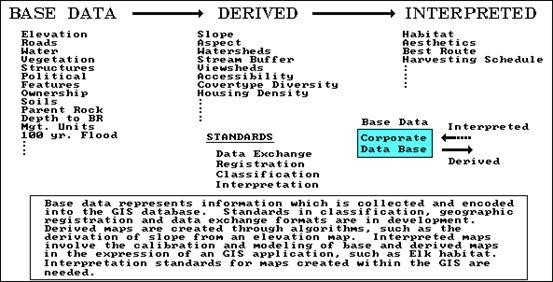 BASE DATA
DERIVED
INTERPRETED
Elevation
Roads
Water
Vegetation
Structures
Political
Features
Ownership
Soils
Parent Rock
Depth to BR
Mgt. Units
100 yr. Flood
Slope
Aspect
Watersheds
Stream Buffer
Viewsheds
Accessibility
Covertype Diversity
Housing Density
Habitat
Aesthetics
Best Route
Harvesting Schedule
STANDARDS
Data Exchange
Registration
Classification
Interpretation
Base Data
Corporate
Data Base
Interpreted
Derived
Base data represents information which is collected and encoded
into the GIS database.  Standards in classification, geographic
registration and data exchange formats are in development.
Derived maps are created through algorithms, such as the
derivation of slope from an elevation map.  Interpreted maps
involve the calibration and modeling of base and derived maps
in the expression of an GIS application, such as Elk habitat.
Interpretation standards for maps created within the GIS are
needed.